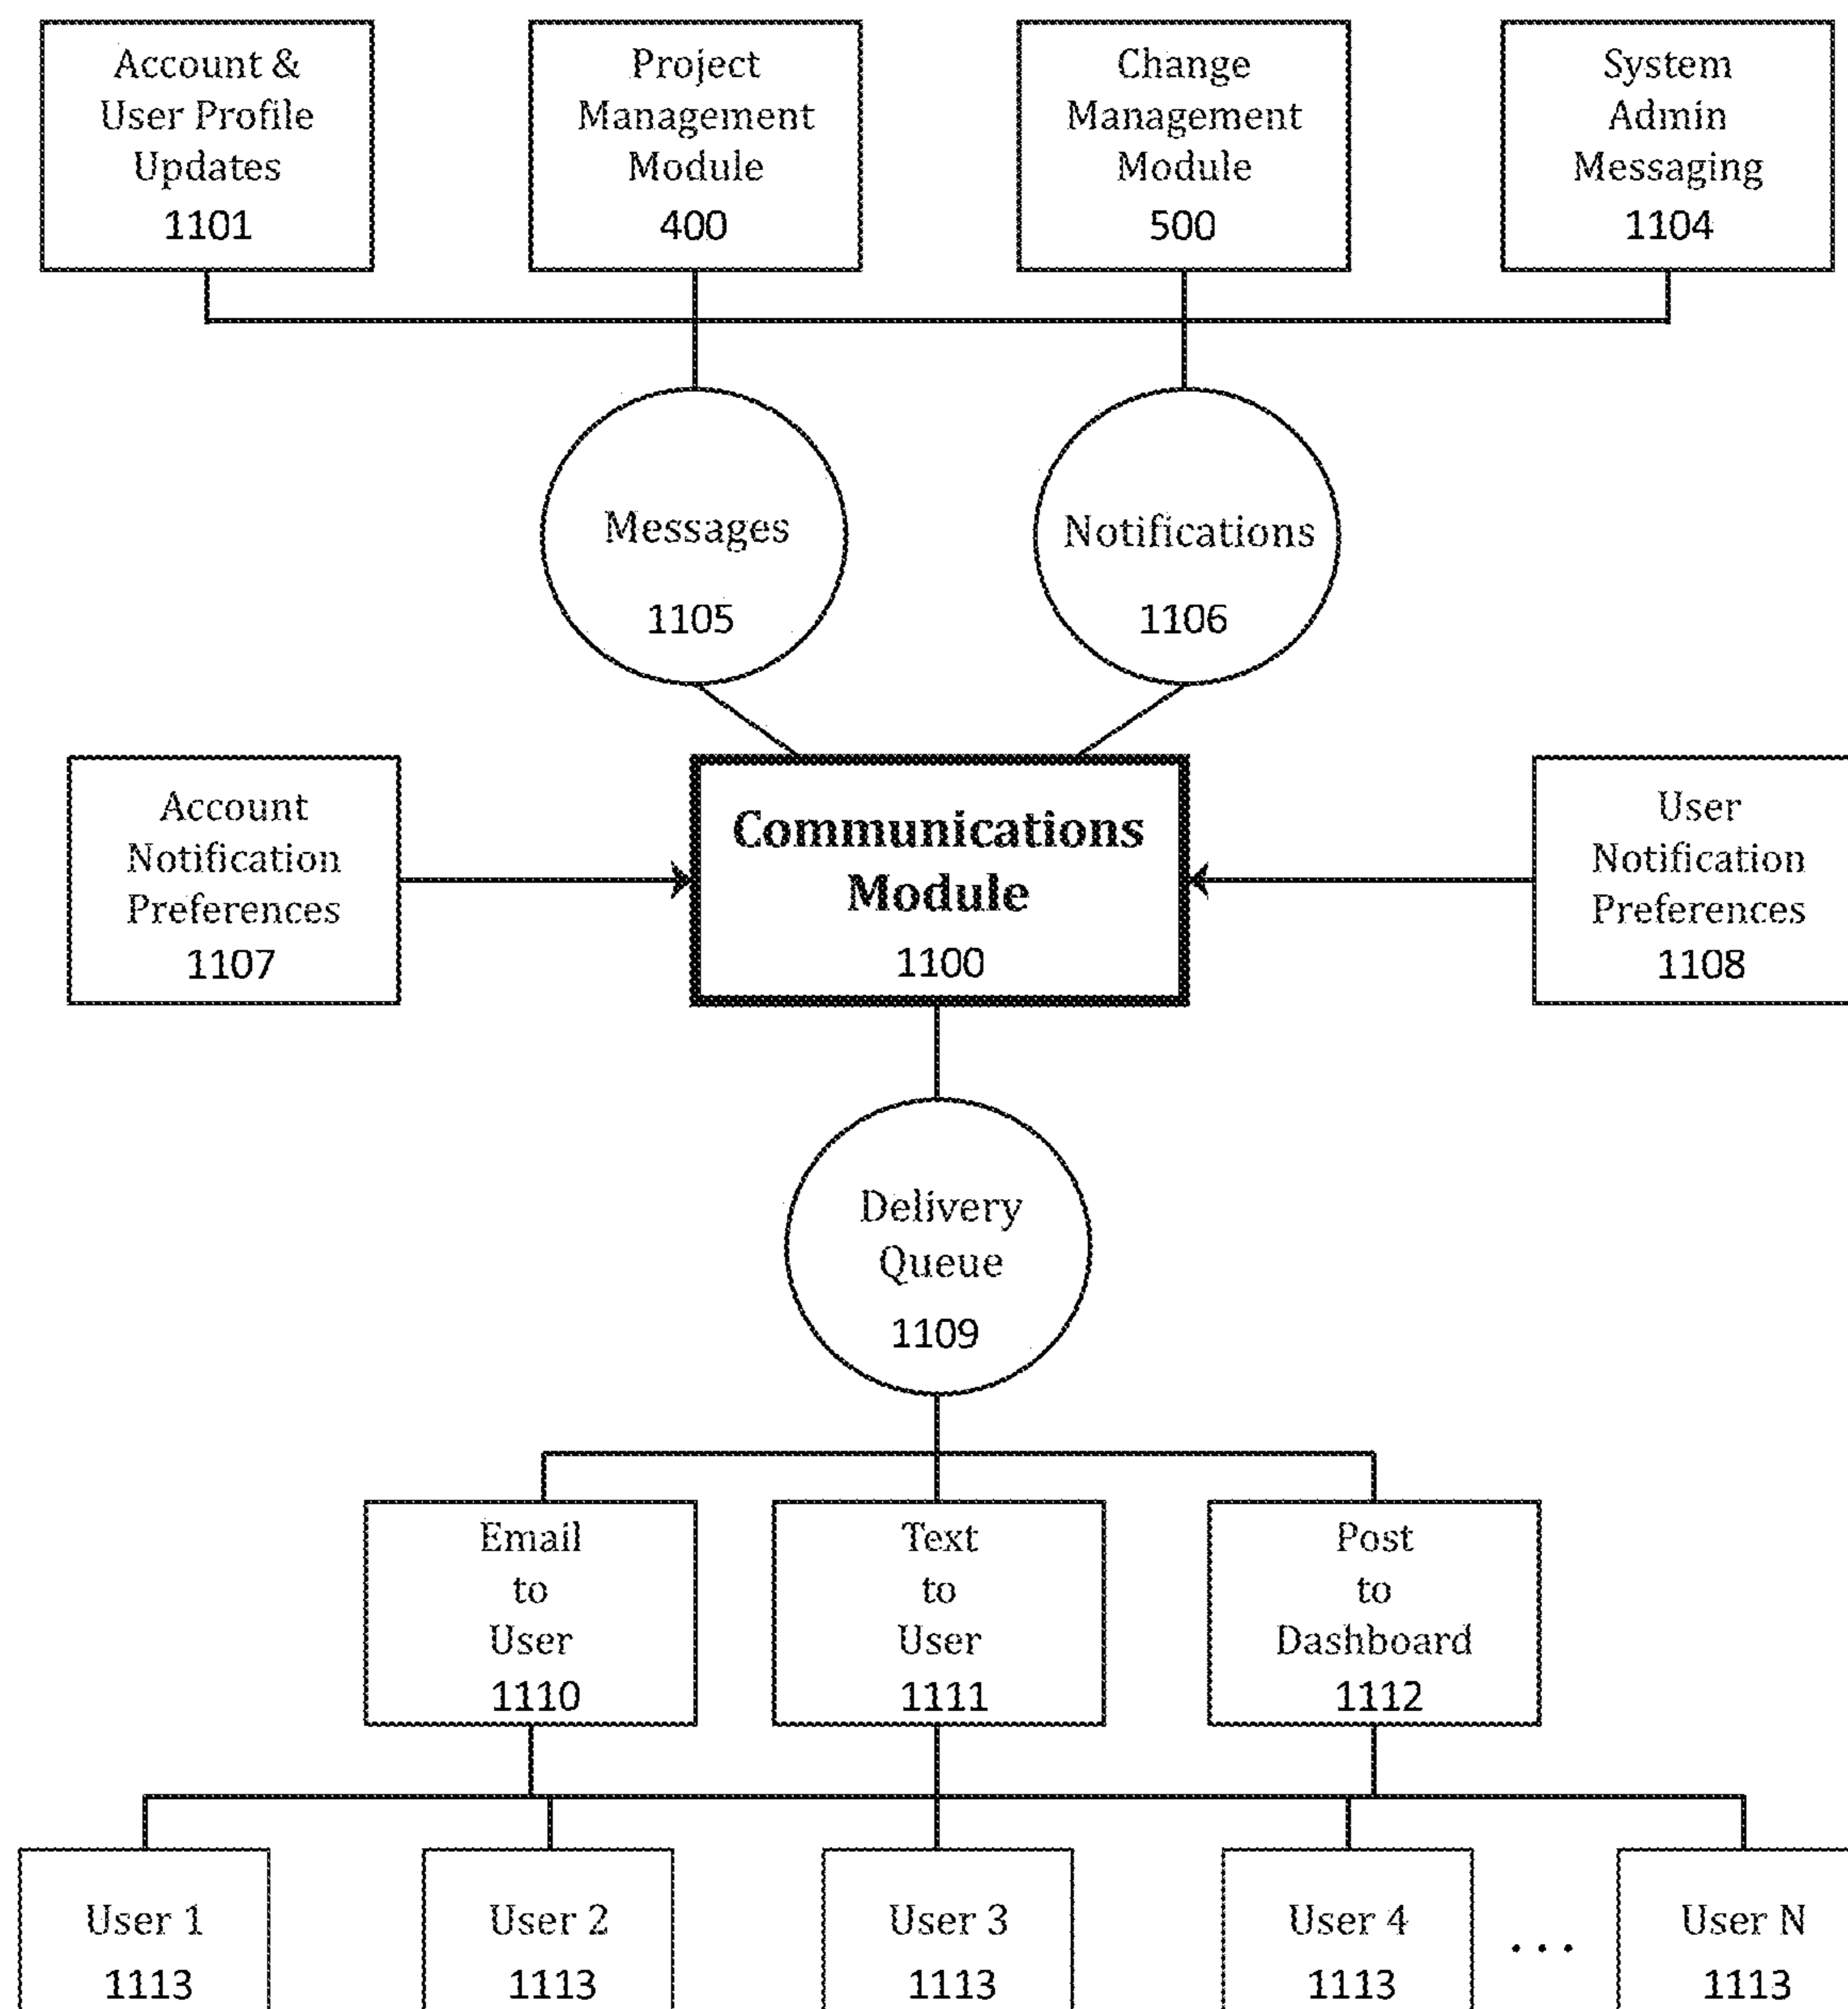 Account &
User Profile
Updates
1101
Project
Management
Module
400
Change
Management
Module
500
System
Admin
Messaging
1104
Messages
1105
Notifications
1106
Account
Notification
Preferences
1107
Communications
Module
1100
User
Notification
Preferences
1108
Delivery
Queue
1109
Email
to
User
1110
Text
to
User
1111
Post
to
Dashboard
1112
User 1
1113
User 2
1113
User 3
1113
User 4
1113
...
User N
1113